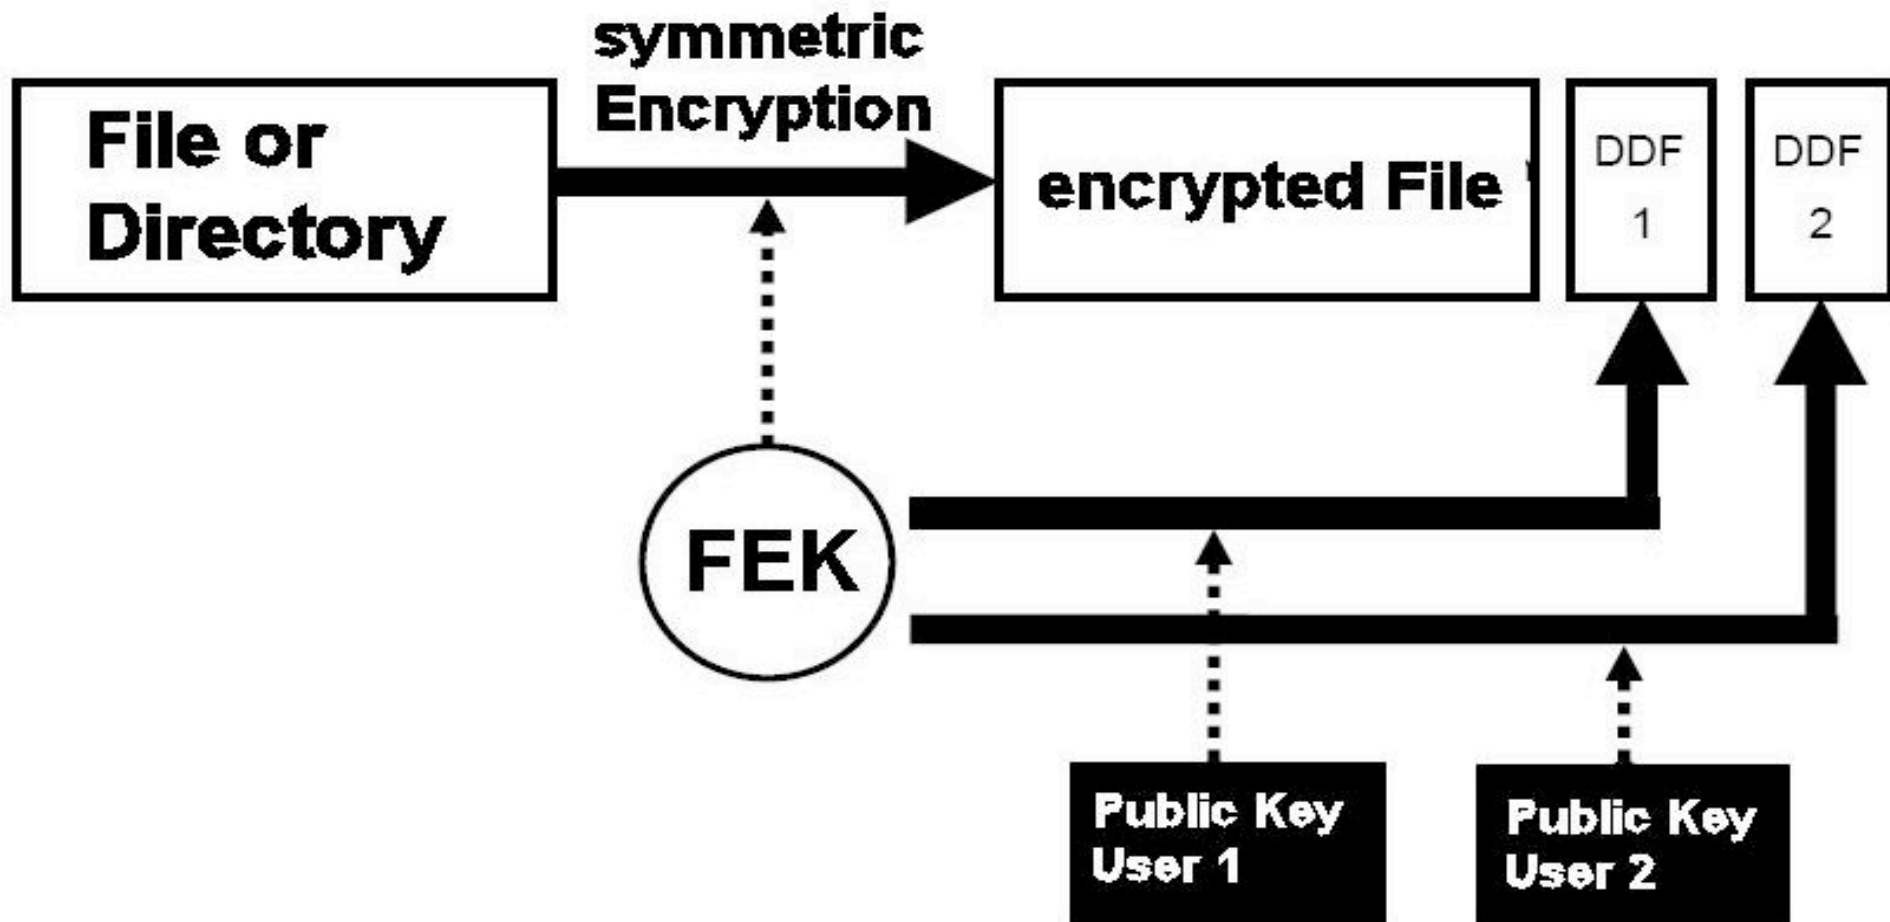 symmetric
Encryption
File or
Directory
encrypted File
DDF
1
DDF
2
FEK
Public Key
User 1
Public Key
User 2